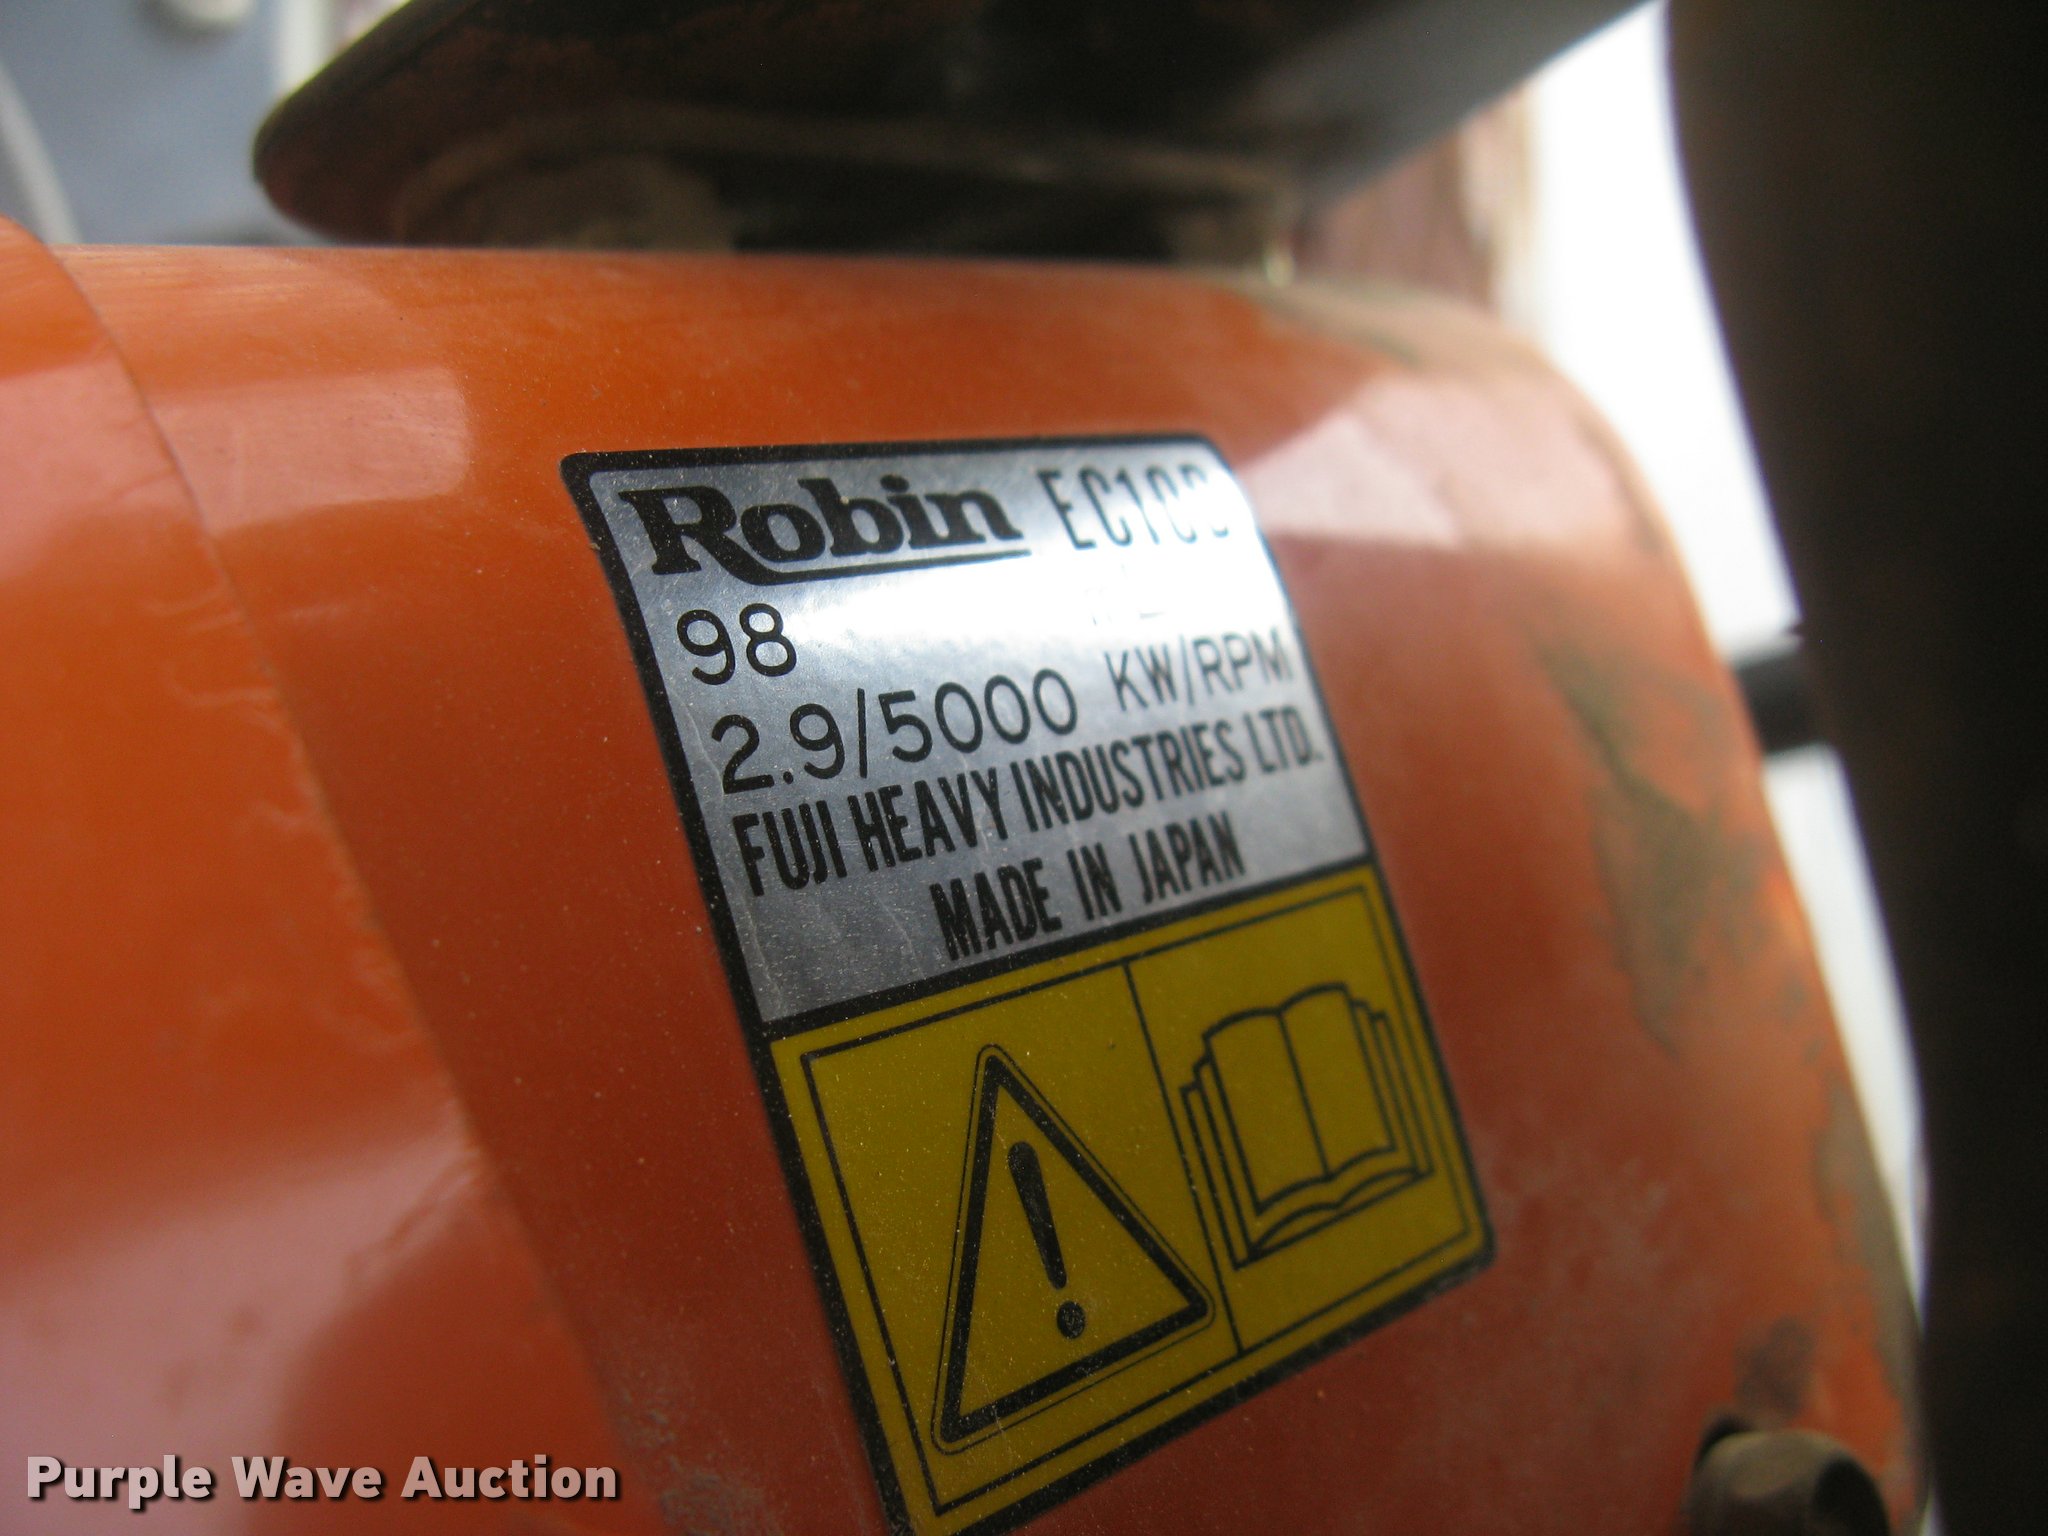 Robin
98
2.9/5000 KW/RPM
FUJI HEAVY INDUSTRIES LTD.
MADE IN JAPAN
Purple Wave Auction